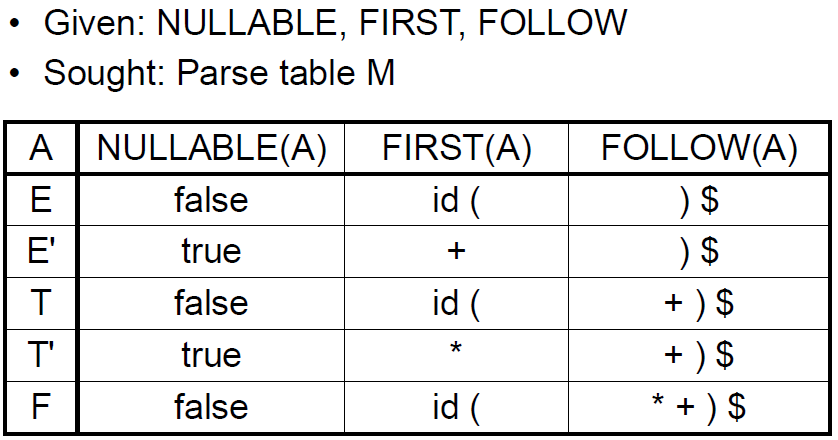 • Given: NULLABLE, FIRST, FOLLOW
• Sought: Parse table M
A NULLABLE(A) FIRST(A) FOLLOW(A)
E false id ( ) $
E' true + ) $
T false id ( + ) $
T' true * + ) $
F false id ( * + ) $